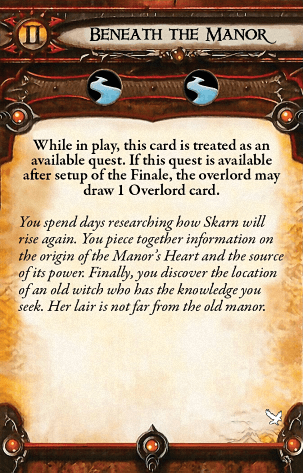 II
Beneath the Manor
While in play, this card is treated as an
available quest. If this quest is available
after setup of the Finale, the overlord may
draw 1 Overlord card.
You spend days researching how Skarn will
rise again. You piece together information on
the origin of the Manor's Heart and the source
of its power. Finally, you discover the location
of an old witch who has the knowledge you
seek. Her lair is not far from the old manor.